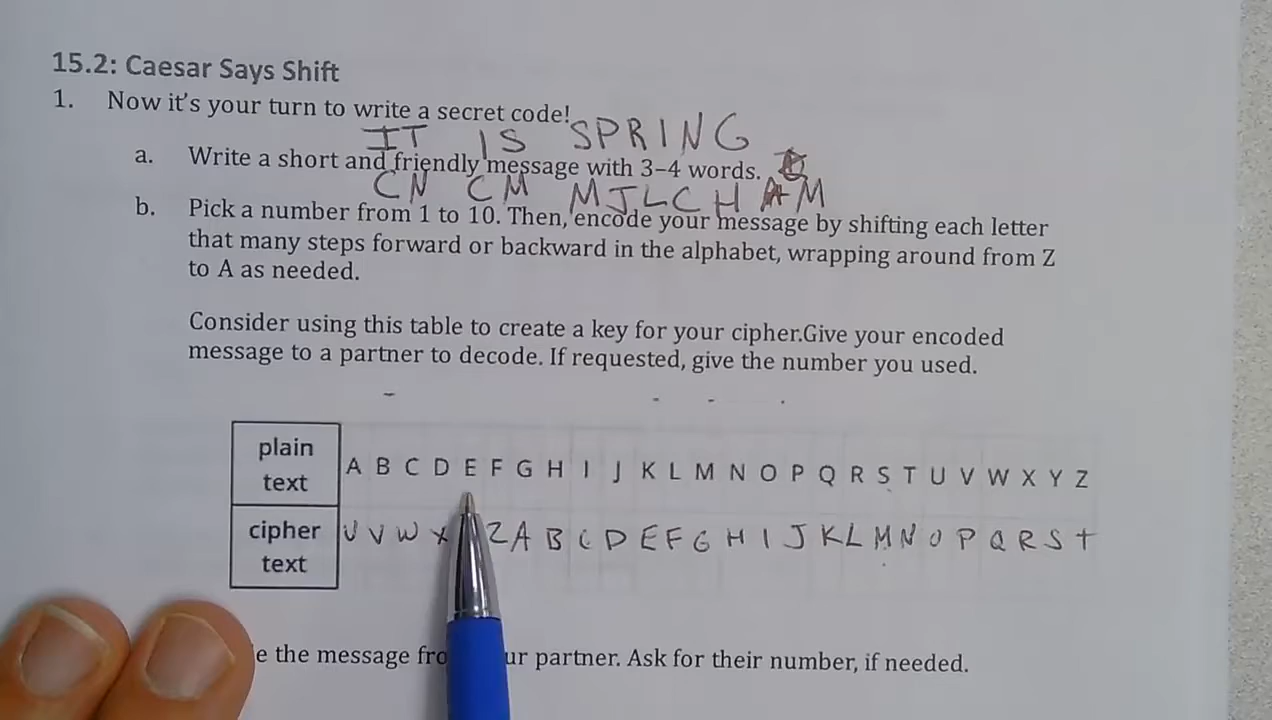 15.2: Caesar Says Shift
1. Now it's your turn to write a secret code!
IT IS SPRING
a. Write a short and friendly message with 3–4 words.
CN CM MJLCH M
b. Pick a number from 1 to 10. Then, encode your message by shifting each letter
that many steps forward or backward in the alphabet, wrapping around from Z
to A as needed.
Consider using this table to create a key for your cipher.Give your encoded
message to a partner to decode. If requested, give the number you used.
plain text A B C D E F G H I J K L M N O P Q R S T U V W X Y Z
cipher text U V W X Z A B C D E F G H I J K L M N O P Q R S T
e the message fro ur partner. Ask for their number, if needed.